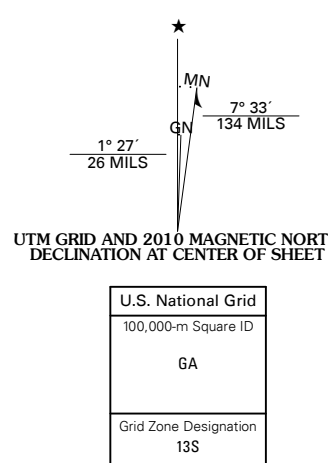 ★
MN
GN
7° 33´
134 MILS
1° 27´
26 MILS
UTM GRID AND 2010 MAGNETIC NORT
DECLINATION AT CENTER OF SHEET
U.S. National Grid
100,000-m Square ID
GA
Grid Zone Designation
13S